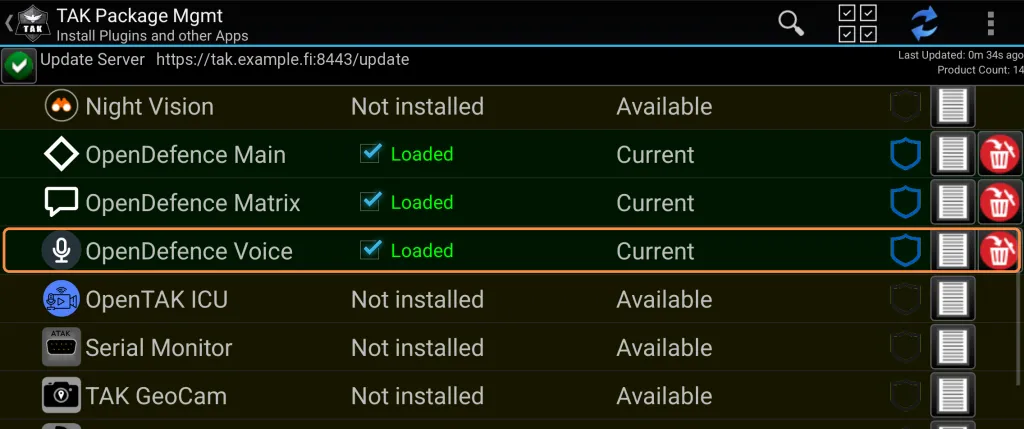 TAK
TAK Package Mgmt
Install Plugins and other Apps
Update Server https://tak.example.fi:8443/update
Last Updated: 0m 34s ago
Product Count: 14
Night Vision Not installed Available
OpenDefence Main Loaded Current
OpenDefence Matrix Loaded Current
OpenDefence Voice Loaded Current
OpenTAK ICU Not installed Available
ATAK
Serial Monitor Not installed Available
TAK GeoCam Not installed Available